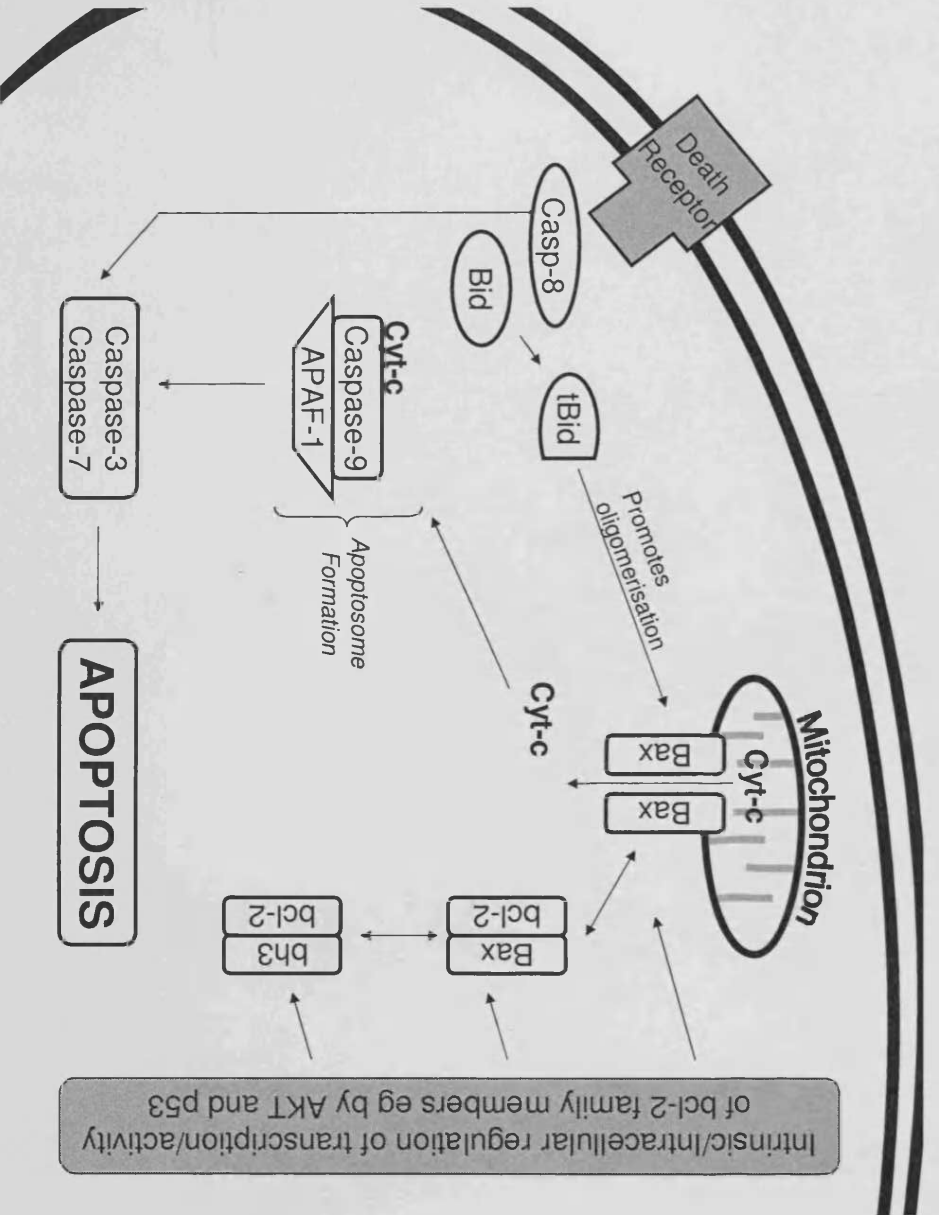 Death
Receptor
Casp-8
Bid
tBid
Promotes
oligomerisation
Mitochondrion
Cyt-c
Bax
Bax
Cyt-c
Cyt-c
Caspase-9
APAF-1
Apoptosome
Formation
Caspase-3
Caspase-7
APOPTOSIS
Bax
bcl-2
bh3
bcl-2
Intrinsic/Intracellular regulation of transcription/activity
of bcl-2 family members eg by AKT and p53